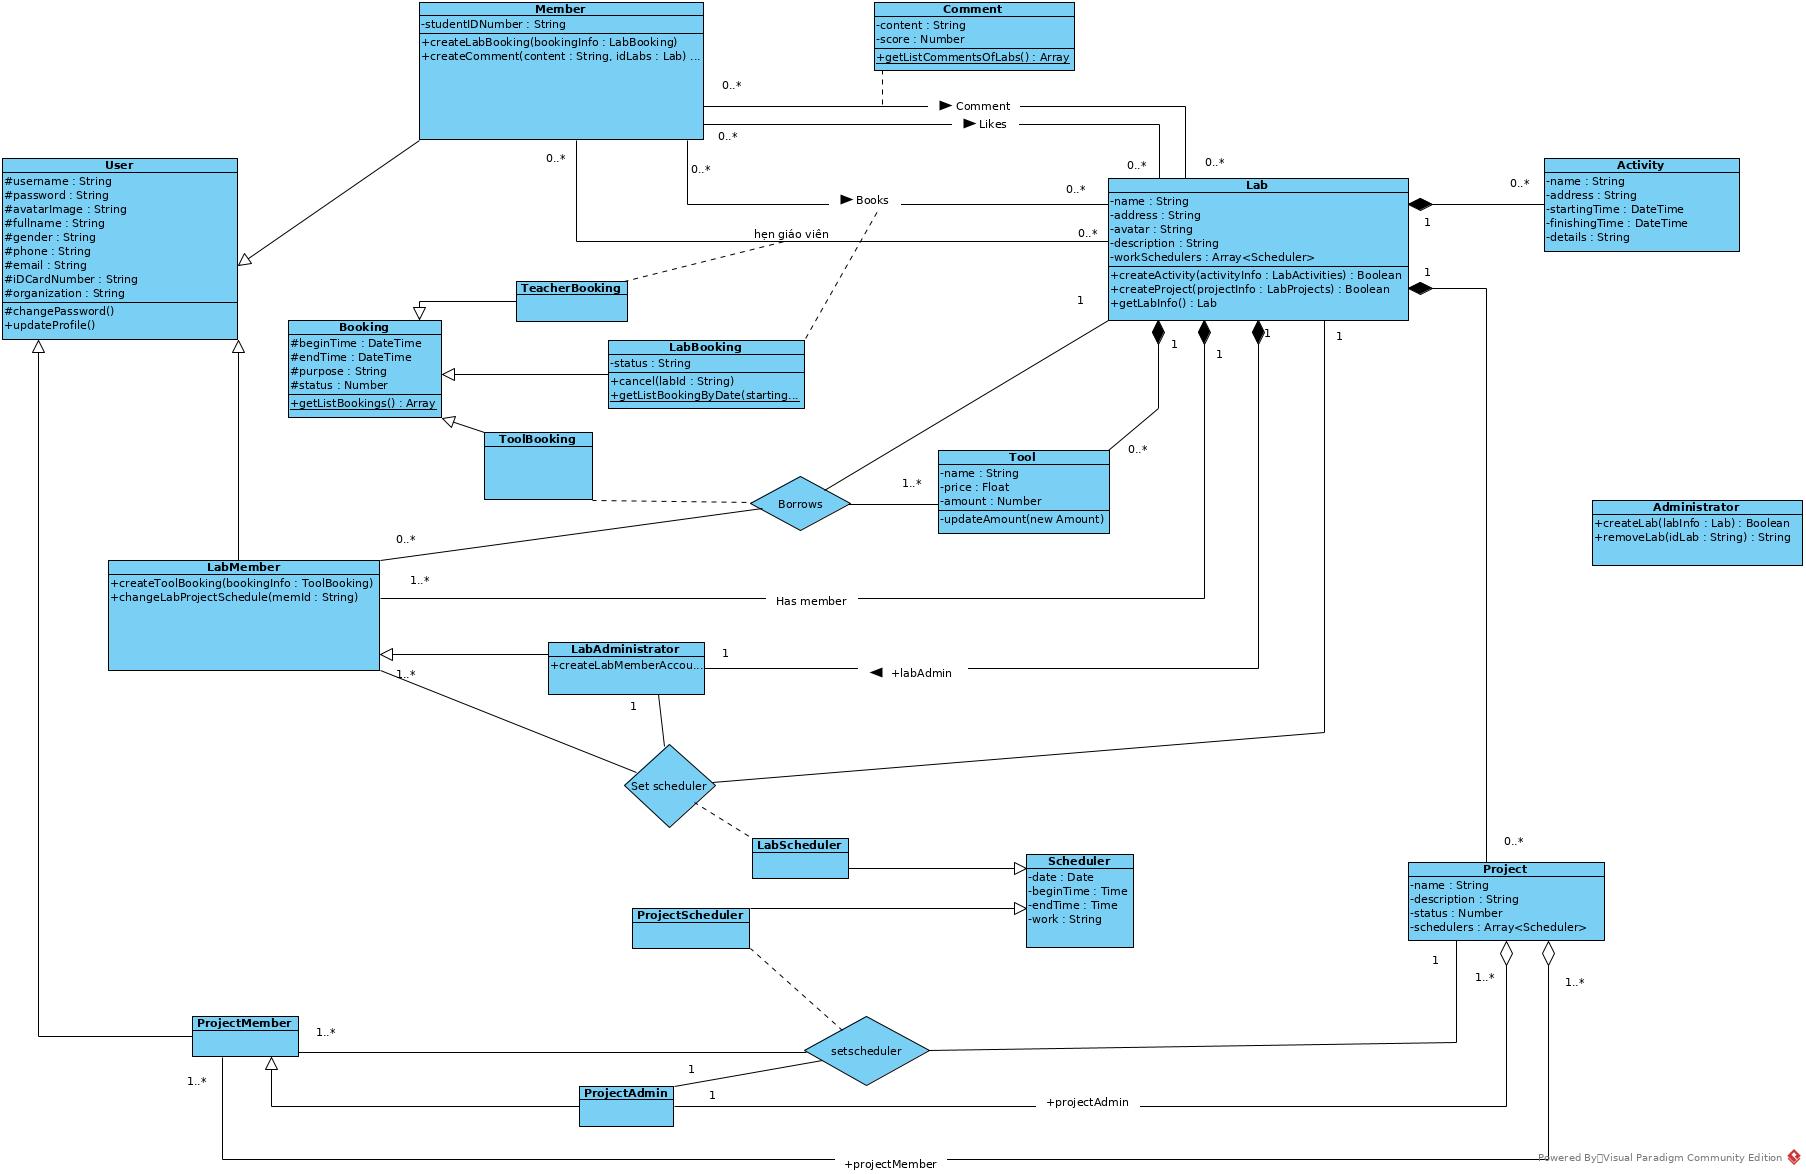 Member
-studentIDNumber : String
+createLabBooking(bookingInfo : LabBooking)
+createComment(content : String, idLabs : Lab) ...
Comment
-content : String
-score : Number
+getListCommentsOfLabs() : Array
0..*
Comment
Likes
0..*
0..*
0..*
0..*
0..*
User
#username : String
#password : String
#avatarImage : String
#fullname : String
#gender : String
#phone : String
#email : String
#iDCardNumber : String
#organization : String
#changePassword()
+updateProfile()
Books
0..*
hẹn giáo viên
0..*
Lab
-name : String
-address : String
-avatar : String
-description : String
-workSchedulers : Array<Scheduler>
+createActivity(activityInfo : LabActivities) : Boolean
+createProject(projectInfo : LabProjects) : Boolean
+getLabInfo() : Lab
0..*
1
Activity
-name : String
-address : String
-startingTime : DateTime
-finishingTime : DateTime
-details : String
1
TeacherBooking
Booking
#beginTime : DateTime
#endTime : DateTime
#purpose : String
#status : Number
+getListBookings() : Array
LabBooking
-status : String
+cancel(labId : String)
+getListBookingByDate(starting...
1
1
1
1
1
ToolBooking
Tool
-name : String
-price : Float
-amount : Number
-updateAmount(new Amount)
0..*
1..*
Borrows
0..*
Administrator
+createLab(labInfo : Lab) : Boolean
+removeLab(idLab : String) : String
LabMember
+createToolBooking(bookingInfo : ToolBooking)
+changeLabProjectSchedule(memId : String)
1..*
Has member
LabAdministrator
+createLabMemberAccou...
1
+labAdmin
1..*
1
Set scheduler
LabScheduler
Scheduler
-date : Date
-beginTime : Time
-endTime : Time
-work : String
ProjectScheduler
0..*
Project
-name : String
-description : String
-status : Number
-schedulers : Array<Scheduler>
1
1..*
1..*
ProjectMember
1..*
setscheduler
1..*
1
ProjectAdmin
1
+projectAdmin
+projectMember
Powered By Visual Paradigm Community Edition